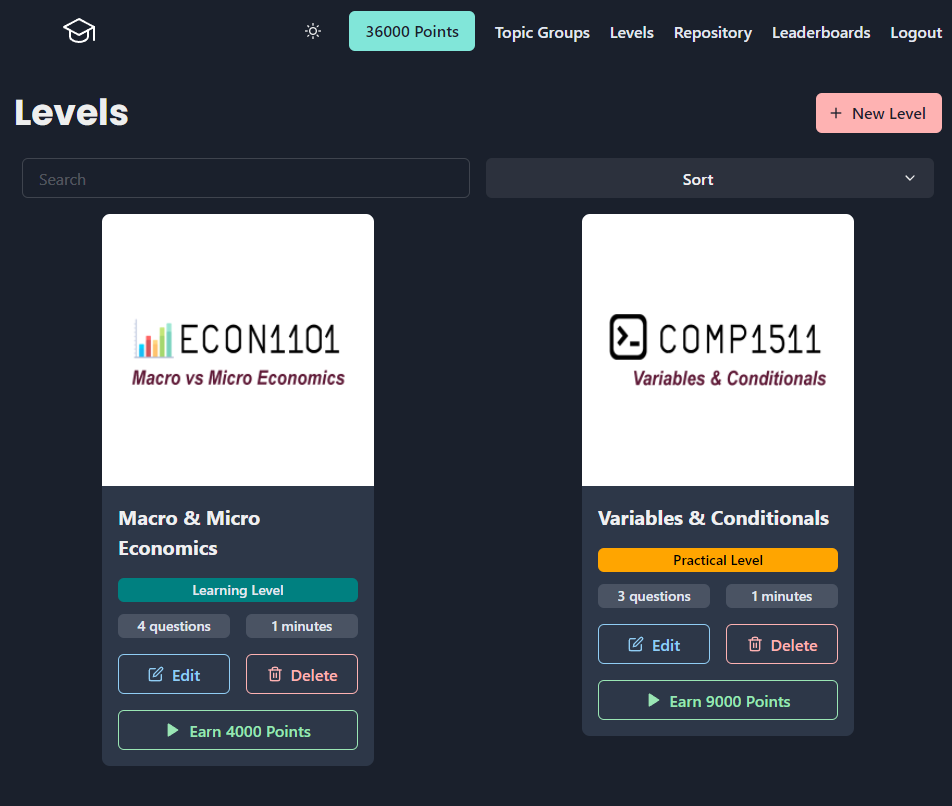 36000 Points Topic Groups Levels Repository Leaderboards Logout
Levels
+ New Level
Search
Sort
ECON1101
Macro vs Micro Economics
Macro & Micro
Economics
Learning Level
4 questions 1 minutes
Edit Delete
Earn 4000 Points
COMP1511
Variables & Conditionals
Variables & Conditionals
Practical Level
3 questions 1 minutes
Edit Delete
Earn 9000 Points